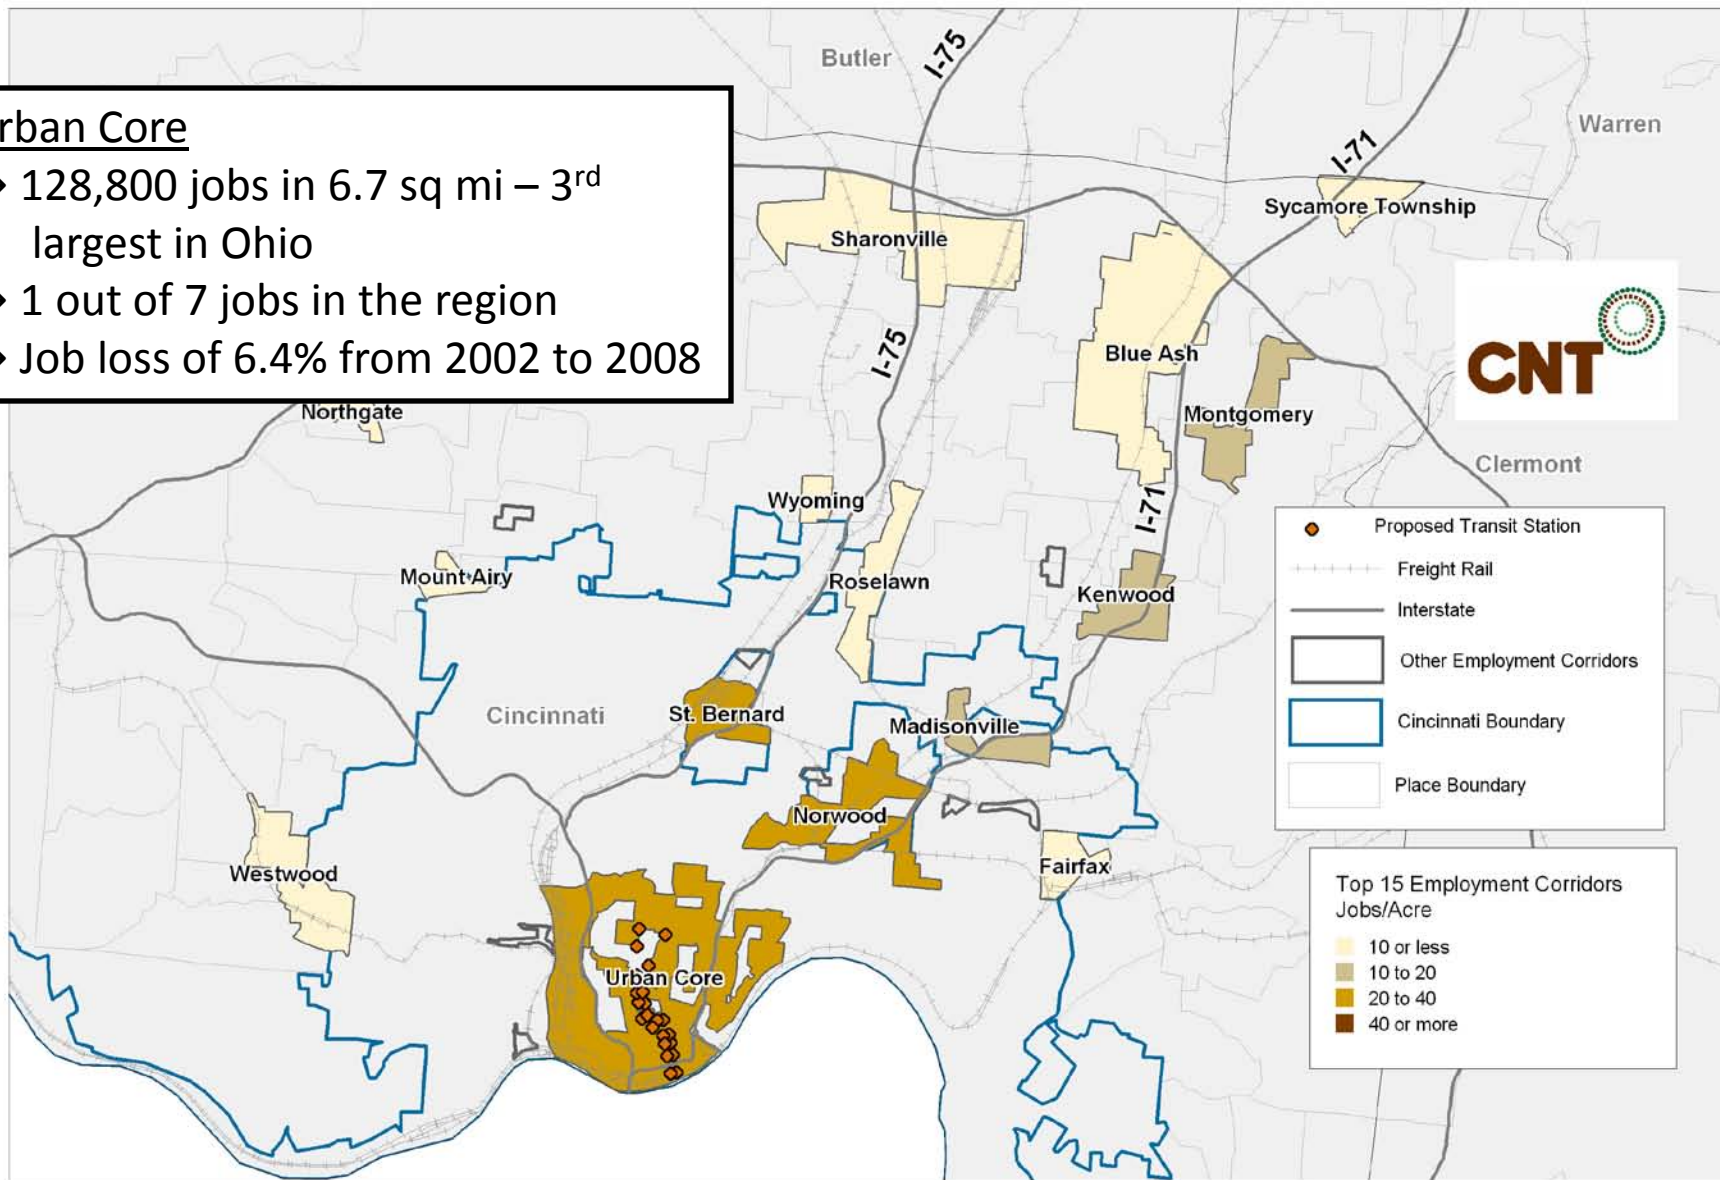 Butler
I-75
Warren
I-71
rban Core
128,800 jobs in 6.7 sq mi – 3rd
largest in Ohio
1 out of 7 jobs in the region
Job loss of 6.4% from 2002 to 2008
Sycamore Township
Sharonville
I-75
Blue Ash
CNT
Northgate
Montgomery
Clermont
Wyoming
I-71
Mount Airy
Roselawn
Kenwood
Proposed Transit Station
Freight Rail
Interstate
Other Employment Corridors
Cincinnati Boundary
Place Boundary
Cincinnati
St. Bernard
Madisonville
Norwood
Westwood
Fairfax
Urban Core
Top 15 Employment Corridors
Jobs/Acre
10 or less
10 to 20
20 to 40
40 or more